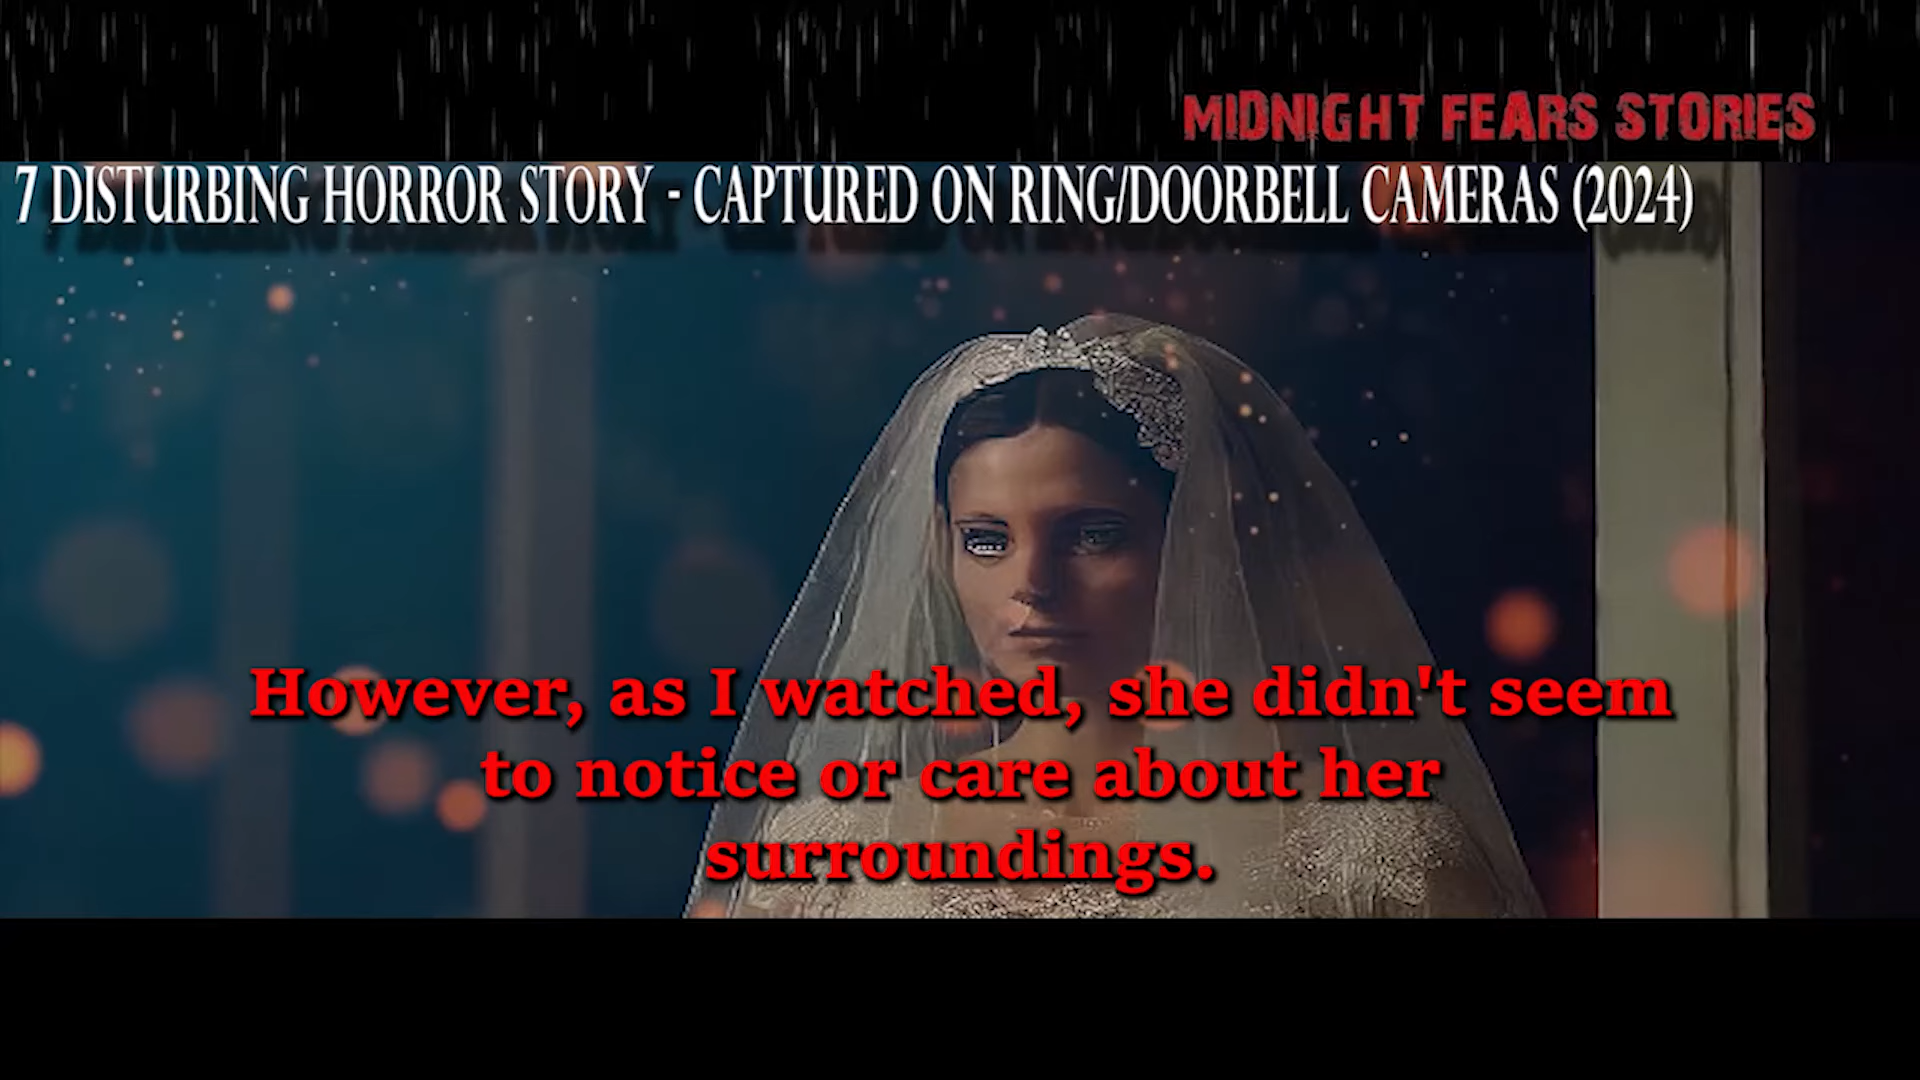 MIDNIGHT FEARS STORIES
7 DISTURBING HORROR STORY - CAPTURED ON RING/DOORBELL CAMERAS (2024)
However, as I watched, she didn't seem
to notice or care about her
surroundings.